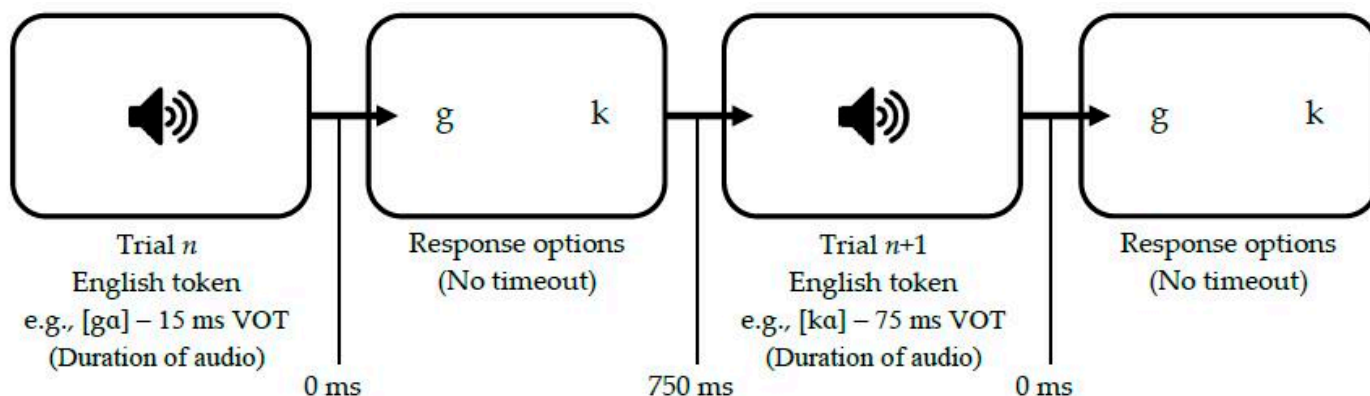 g k
g k
Trial n
English token
e.g., [gɑ] – 15 ms VOT
(Duration of audio)
Response options
(No timeout)
Trial n+1
English token
e.g., [kɑ] – 75 ms VOT
(Duration of audio)
Response options
(No timeout)
0 ms
750 ms
0 ms